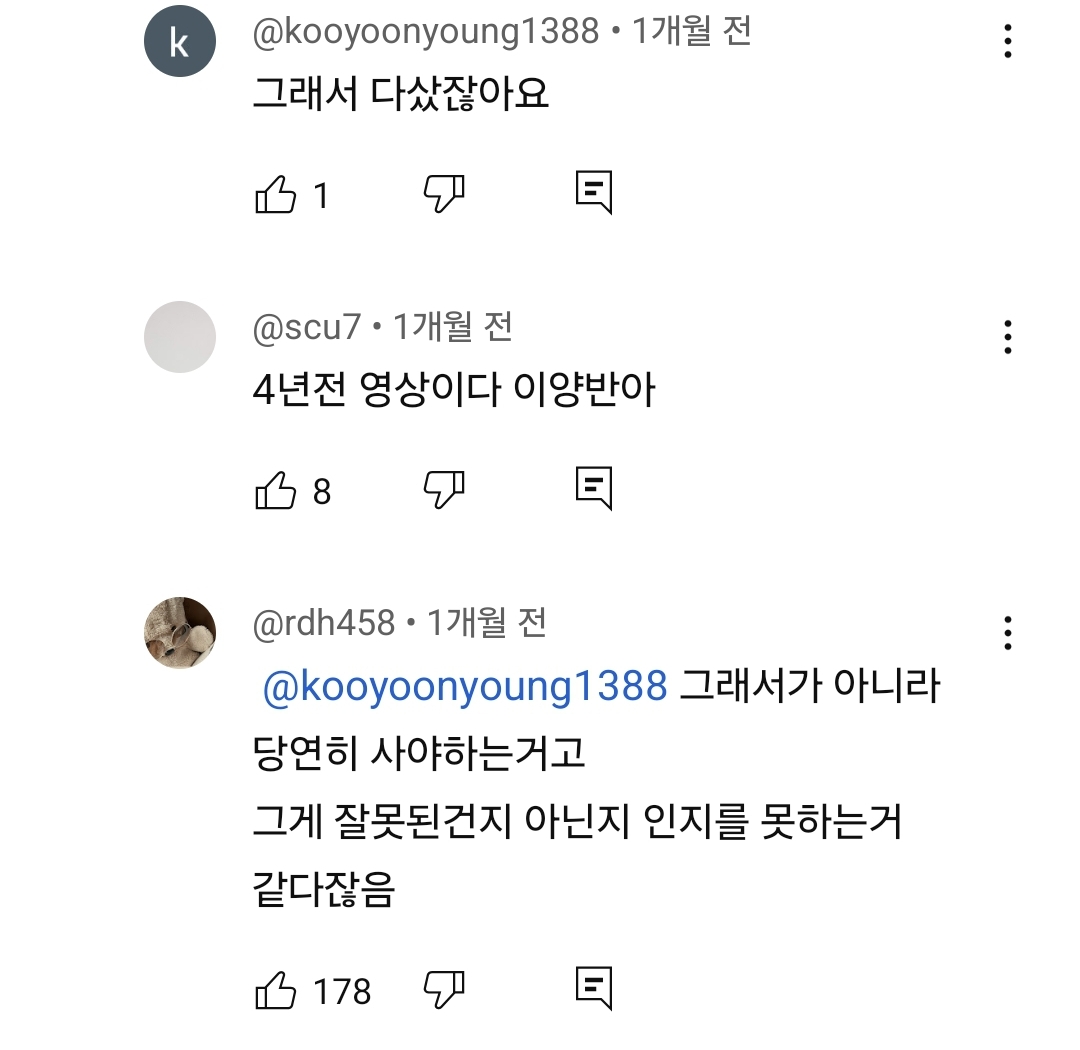 k
@kooyoonyoung1388 • 1개월 전
그래서 다샀잖아요
1
@scu7 • 1개월 전
4년전 영상이다 이양반아
8
@rdh458 • 1개월 전
@kooyoonyoung1388 그래서가 아니라
당연히 사야하는거고
그게 잘못된건지 아닌지 인지를 못하는거
같다잖음
178